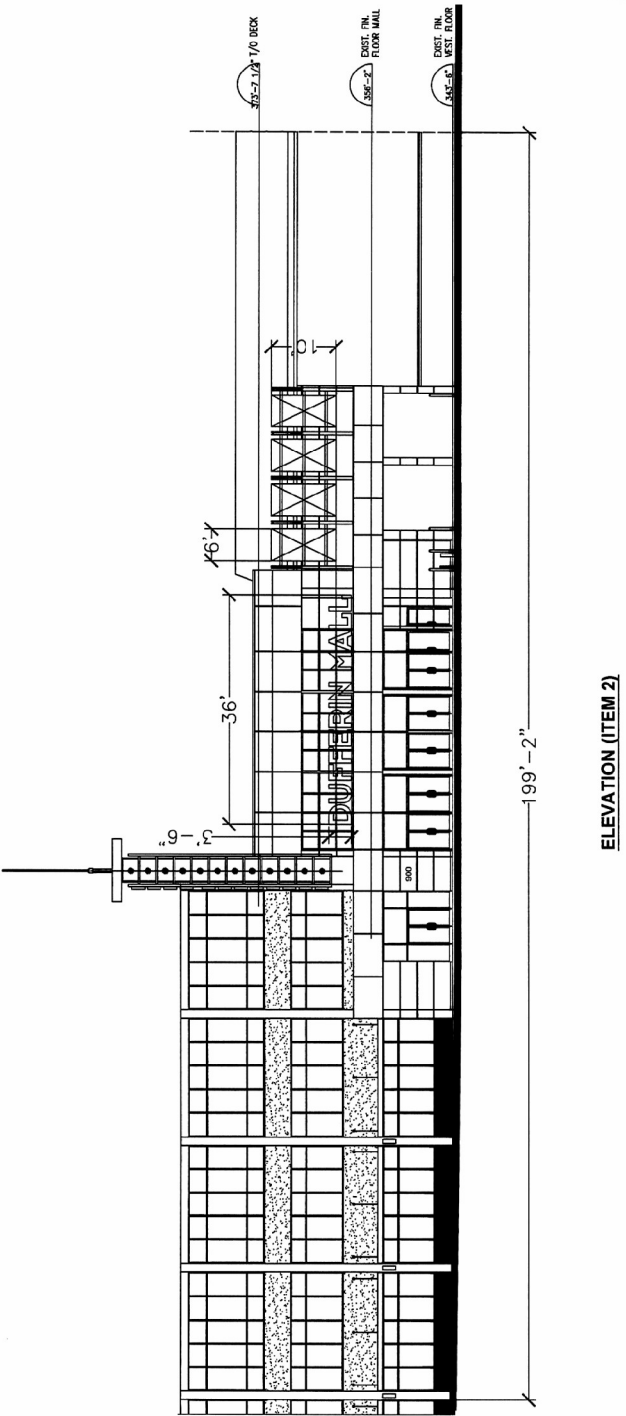 373'-7 1/2" T/O DECK
356'-2" EXIST. FIN.
FLOOR MALL
343'-6" EXIST. FIN.
VEST. FLOOR
10'
6'
36'
3'-6"
DUFFERIN MALL
900
199'-2"
ELEVATION (ITEM 2)